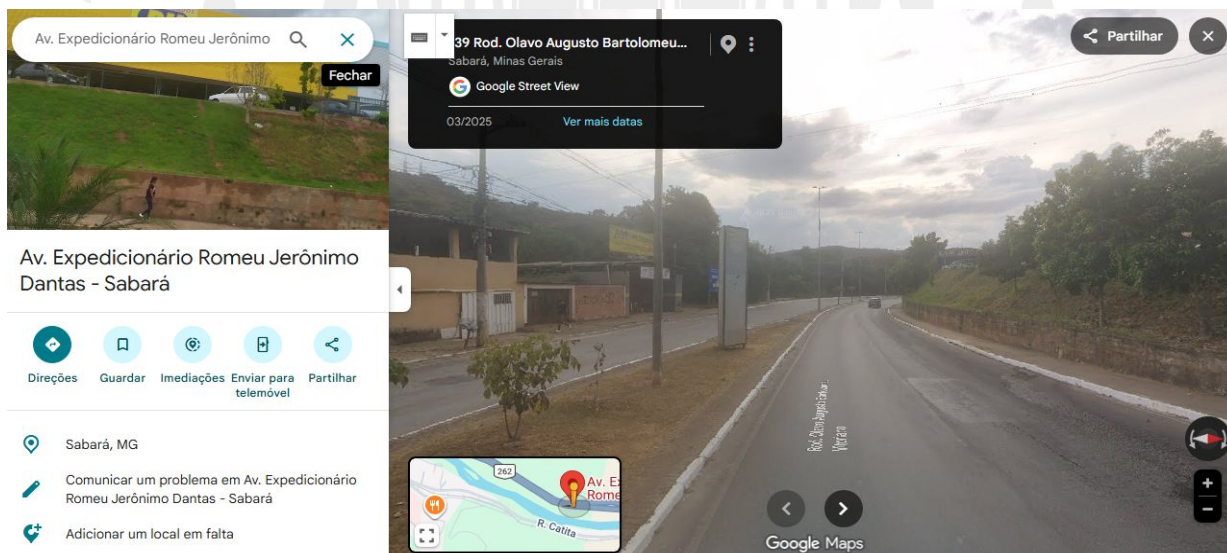 Av. Expedicionário Romeu Jerônimo
Fechar
Av. Expedicionário Romeu Jerônimo
Dantas - Sabará
Direções
Guardar
Imediações
Enviar para
telemóvel
Partilhar
Sabará, MG
Comunicar um problema em Av. Expedicionário
Romeu Jerônimo Dantas - Sabará
Adicionar um local em falta
39 Rod. Olavo Augusto Bartolomeu...
Sabará, Minas Gerais
Google Street View
03/2025
Ver mais datas
Partilhar
262
Av. Ex
Rome
R. Catita
Google Maps